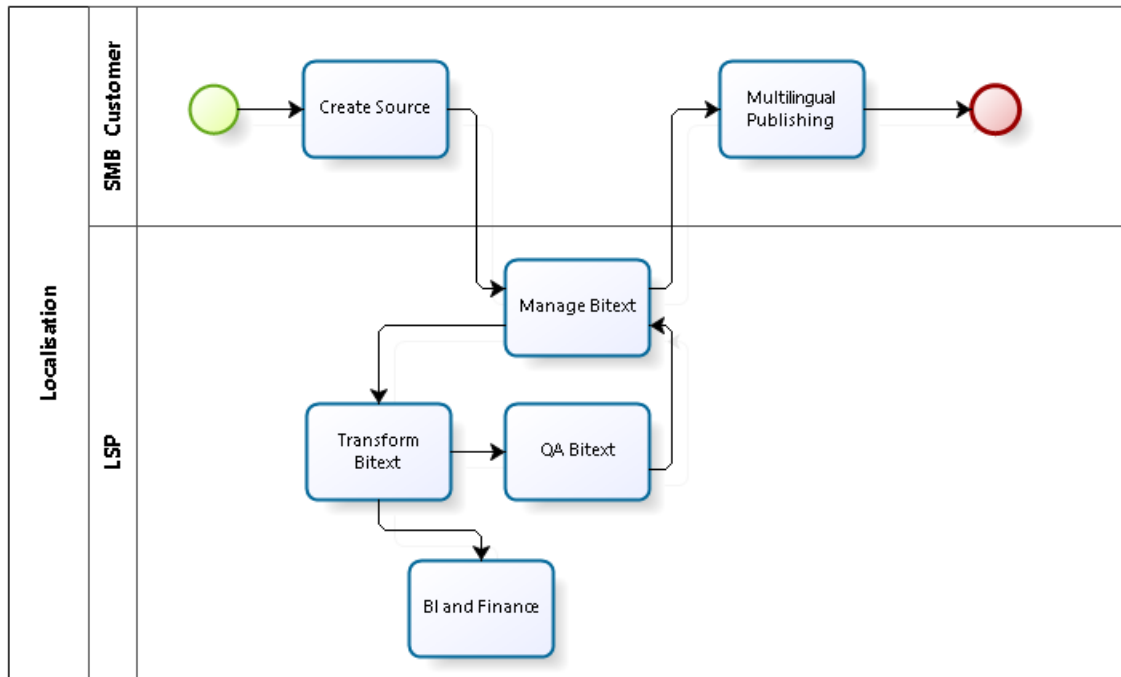 Localisation
SMB Customer
Create Source
Multilingual
Publishing
LSP
Manage Bitext
Transform
Bitext
QA Bitext
BI and Finance